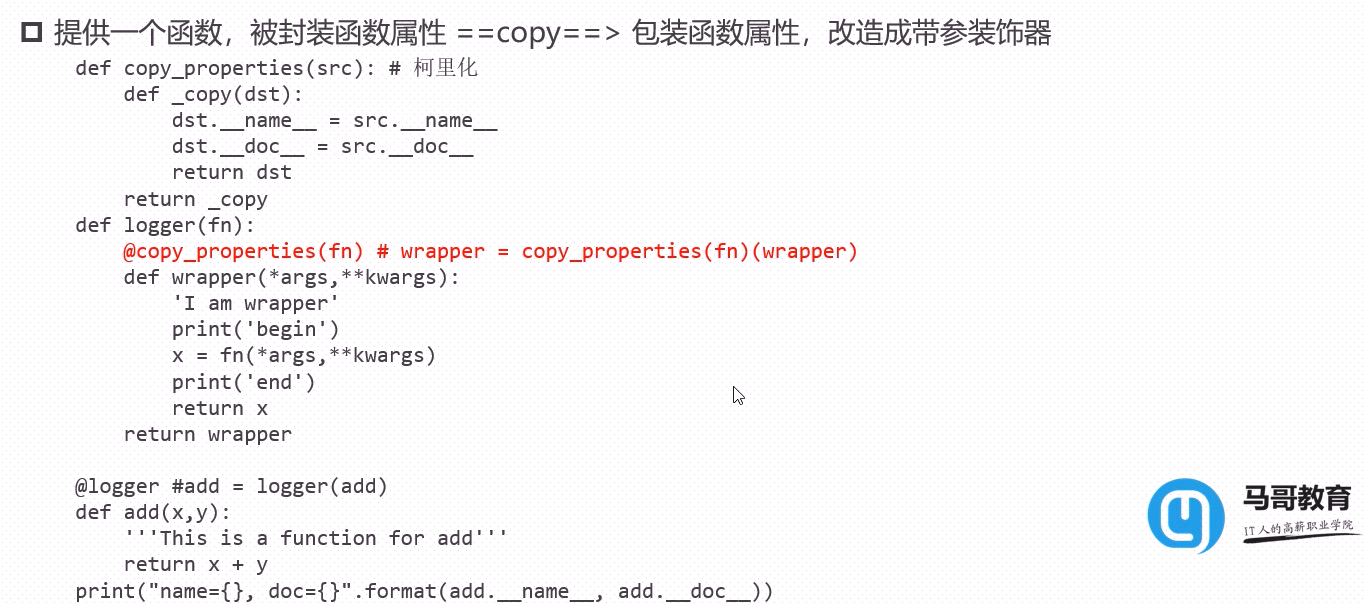 提供一个函数，被封装函数属性 ==copy==> 包装函数属性，改造成带参装饰器
def copy_properties(src): # 柯里化
    def _copy(dst):
        dst.__name__ = src.__name__
        dst.__doc__ = src.__doc__
        return dst
    return _copy
def logger(fn):
    @copy_properties(fn) # wrapper = copy_properties(fn)(wrapper)
    def wrapper(*args,**kwargs):
        'I am wrapper'
        print('begin')
        x = fn(*args,**kwargs)
        print('end')
        return x
    return wrapper

@logger #add = logger(add)
def add(x,y):
    '''This is a function for add'''
    return x + y
print("name={}, doc={}".format(add.__name__, add.__doc__))
马哥教育
IT人的高薪职业学院